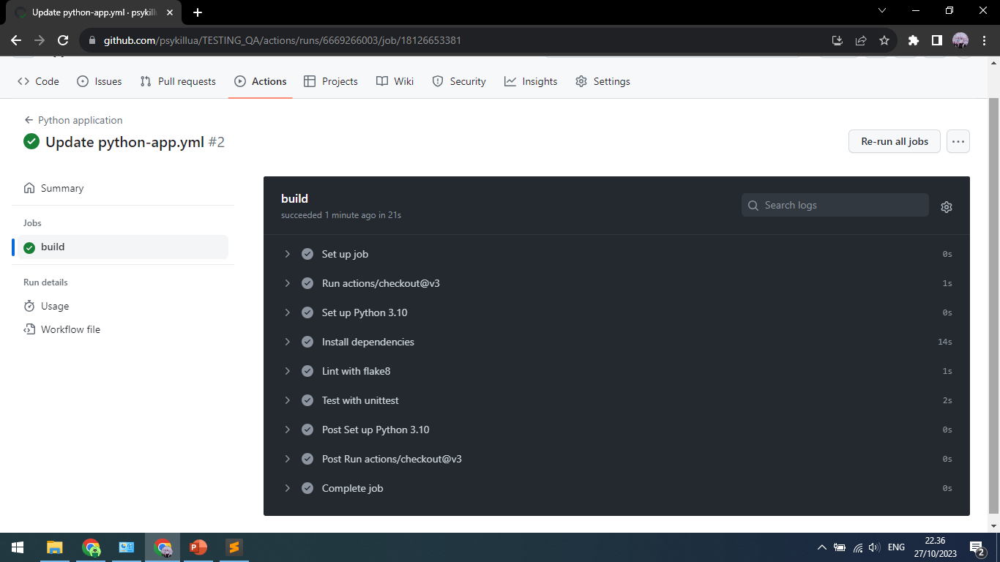 Update python-app.yml · psykillu
github.com/psykillua/TESTING_QA/actions/runs/6669266003/job/18126653381
Code Issues Pull requests Actions Projects Wiki Security Insights Settings
Python application
Update python-app.yml #2
Re-run all jobs
Summary
Jobs
build
Run details
Usage
Workflow file
build
succeeded 1 minute ago in 21s
Search logs
Set up job 0s
Run actions/checkout@v3 1s
Set up Python 3.10 0s
Install dependencies 14s
Lint with flake8 1s
Test with unittest 2s
Post Set up Python 3.10 0s
Post Run actions/checkout@v3 0s
Complete job 0s
ENG
22.36
27/10/2023
2